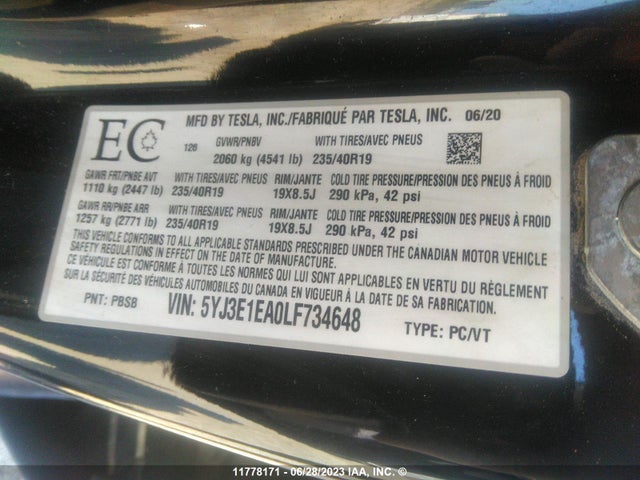 EC
MFD BY TESLA, INC./FABRIQUÉ PAR TESLA, INC. 06/20
126 GVWR/PNBV WITH TIRES/AVEC PNEUS
2060 kg (4541 lb) 235/40R19
GAWR FRT/PNBE AVT WITH TIRES/AVEC PNEUS RIM/JANTE COLD TIRE PRESSURE/PRESSION DES PNEUS À FROID
1110 kg (2447 lb) 235/40R19 19X8.5J 290 kPa, 42 psi
GAWR RR/PNBE ARR WITH TIRES/AVEC PNEUS RIM/JANTE COLD TIRE PRESSURE/PRESSION DES PNEUS À FROID
1257 kg (2771 lb) 235/40R19 19X8.5J 290 kPa, 42 psi
THIS VEHICLE CONFORMS TO ALL APPLICABLE STANDARDS PRESCRIBED UNDER THE CANADIAN MOTOR VEHICLE
SAFETY REGULATIONS IN EFFECT ON THE DATE OF MANUFACTURE
CE VÉHICULE EST CONFORME À TOUTES LES NORMES QUI LUI SONT APPLICABLES EN VERTU DU RÈGLEMENT
SUR LA SÉCURITÉ DES VÉHICULES AUTOMOBILES DU CANADA EN VIGUEUR À LA DATE DE SA FABRICATION
PNT: PBSB VIN: 5YJ3E1EA0LF734648 TYPE: PC/VT
11778171 - 06/28/2023 IAA, INC. ©